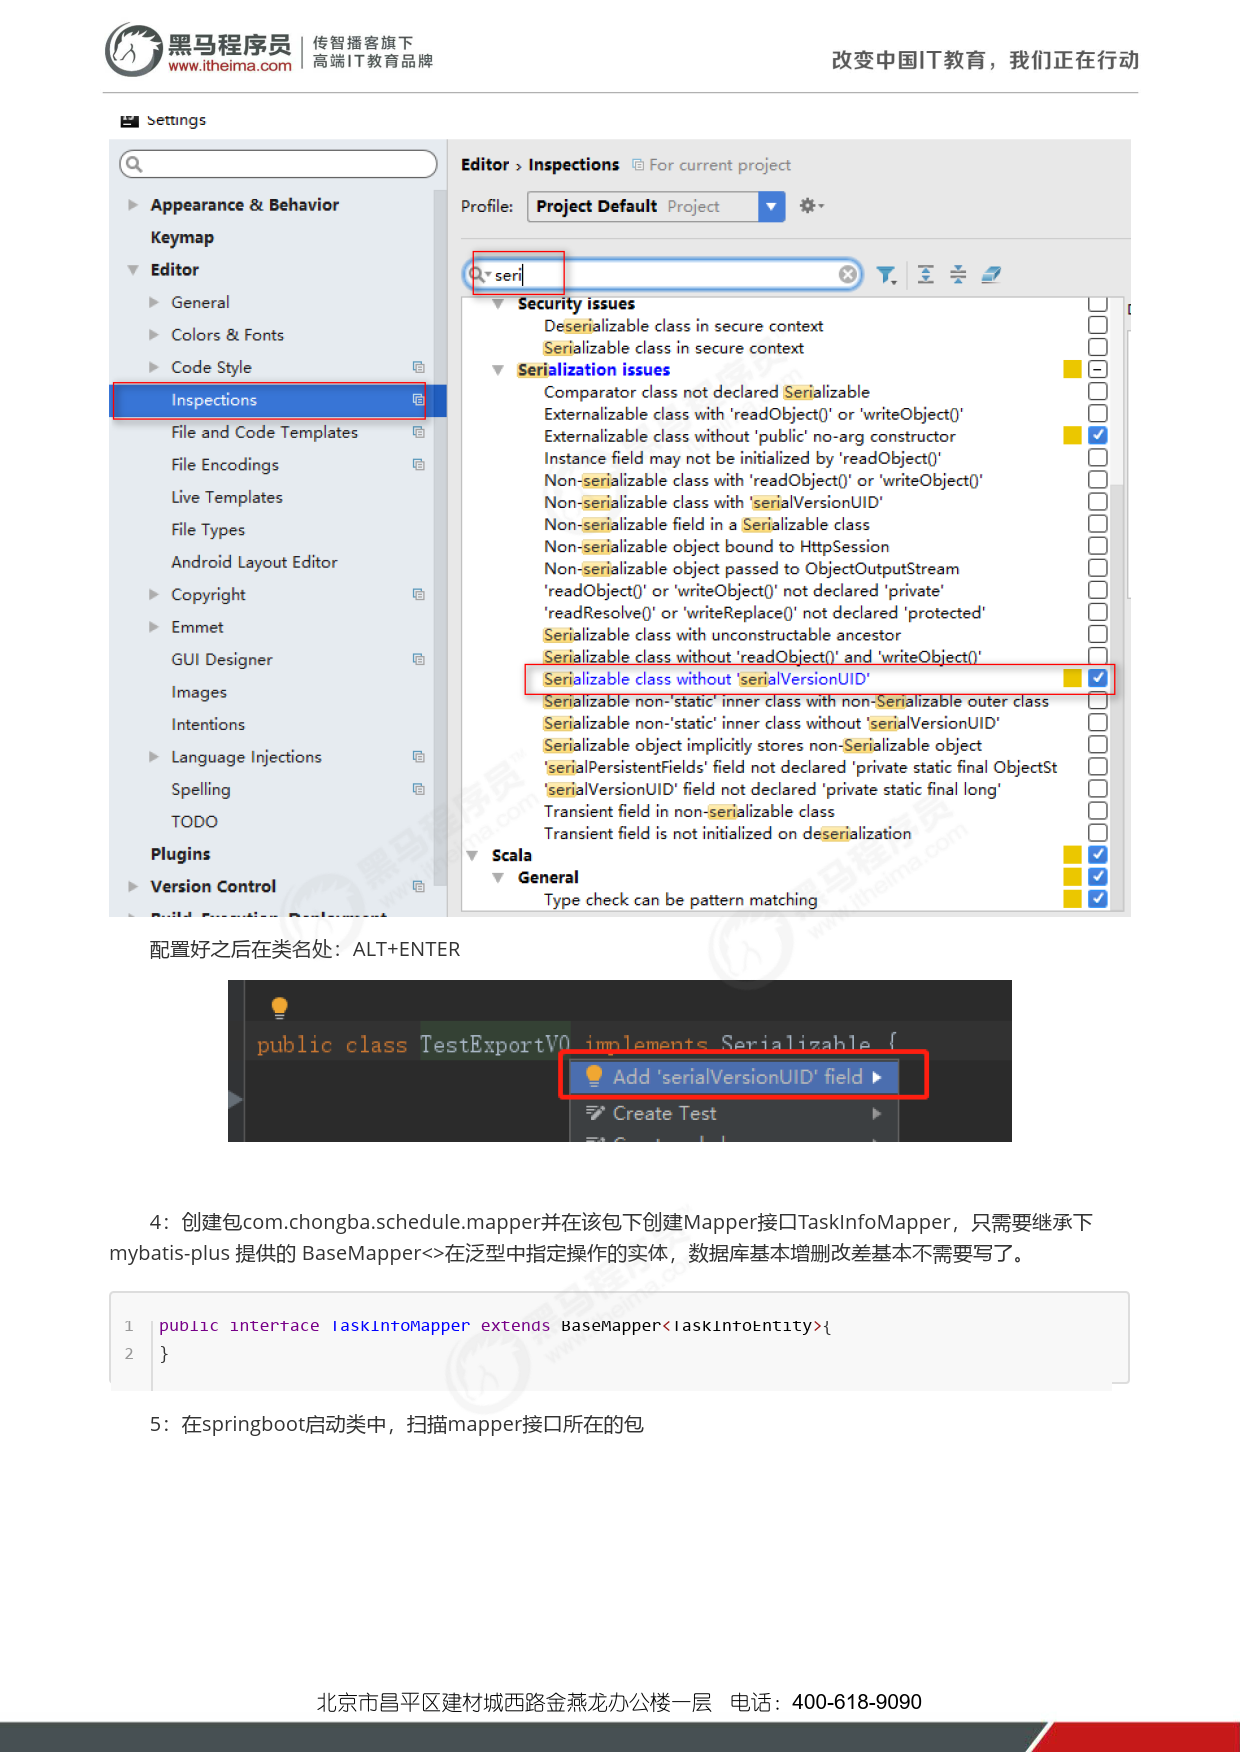 黑马程序员
www.itheima.com
传智播客旗下
高端IT教育品牌
改变中国IT教育，我们正在行动
Settings
Appearance & Behavior
Keymap
Editor
General
Colors & Fonts
Code Style
Inspections
File and Code Templates
File Encodings
Live Templates
File Types
Android Layout Editor
Copyright
Emmet
GUI Designer
Images
Intentions
Language Injections
Spelling
TODO
Plugins
Version Control
Build, Execution, Deployment
Editor › Inspections For current project
Profile: Project Default Project
seri
Security issues
Deserializable class in secure context
Serializable class in secure context
Serialization issues
Comparator class not declared Serializable
Externalizable class with 'readObject()' or 'writeObject()'
Externalizable class without 'public' no-arg constructor
Instance field may not be initialized by 'readObject()'
Non-serializable class with 'readObject()' or 'writeObject()'
Non-serializable class with 'serialVersionUID'
Non-serializable field in a Serializable class
Non-serializable object bound to HttpSession
Non-serializable object passed to ObjectOutputStream
'readObject()' or 'writeObject()' not declared 'private'
'readResolve()' or 'writeReplace()' not declared 'protected'
Serializable class with unconstructable ancestor
Serializable class without 'readObject()' and 'writeObject()'
Serializable class without 'serialVersionUID'
Serializable non-'static' inner class with non-Serializable outer class
Serializable non-'static' inner class without 'serialVersionUID'
Serializable object implicitly stores non-Serializable object
'serialPersistentFields' field not declared 'private static final ObjectSt
'serialVersionUID' field not declared 'private static final long'
Transient field in non-serializable class
Transient field is not initialized on deserialization
Scala
General
Type check can be pattern matching
配置好之后在类名处：ALT+ENTER
public class TestExportVO implements Serializable {
Add 'serialVersionUID' field
Create Test
4：创建包com.chongba.schedule.mapper并在该包下创建Mapper接口TaskInfoMapper，只需要继承下
mybatis-plus 提供的 BaseMapper<>在泛型中指定操作的实体，数据库基本增删改差基本不需要写了。
1 public interface TaskInfoMapper extends BaseMapper<TaskInfoEntity>{
2 }
5：在springboot启动类中，扫描mapper接口所在的包
北京市昌平区建材城西路金燕龙办公楼一层 电话：400-618-9090